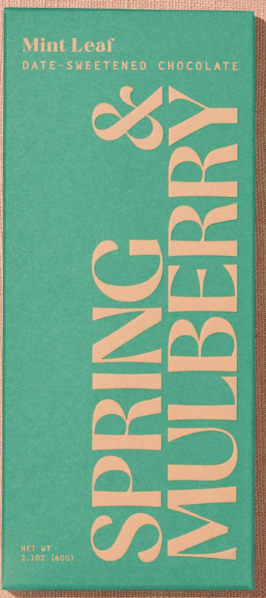 Mint Leaf
DATE-SWEETENED CHOCOLATE
SPRING &
MULBERRY
NET WT
2.1OZ (60G)